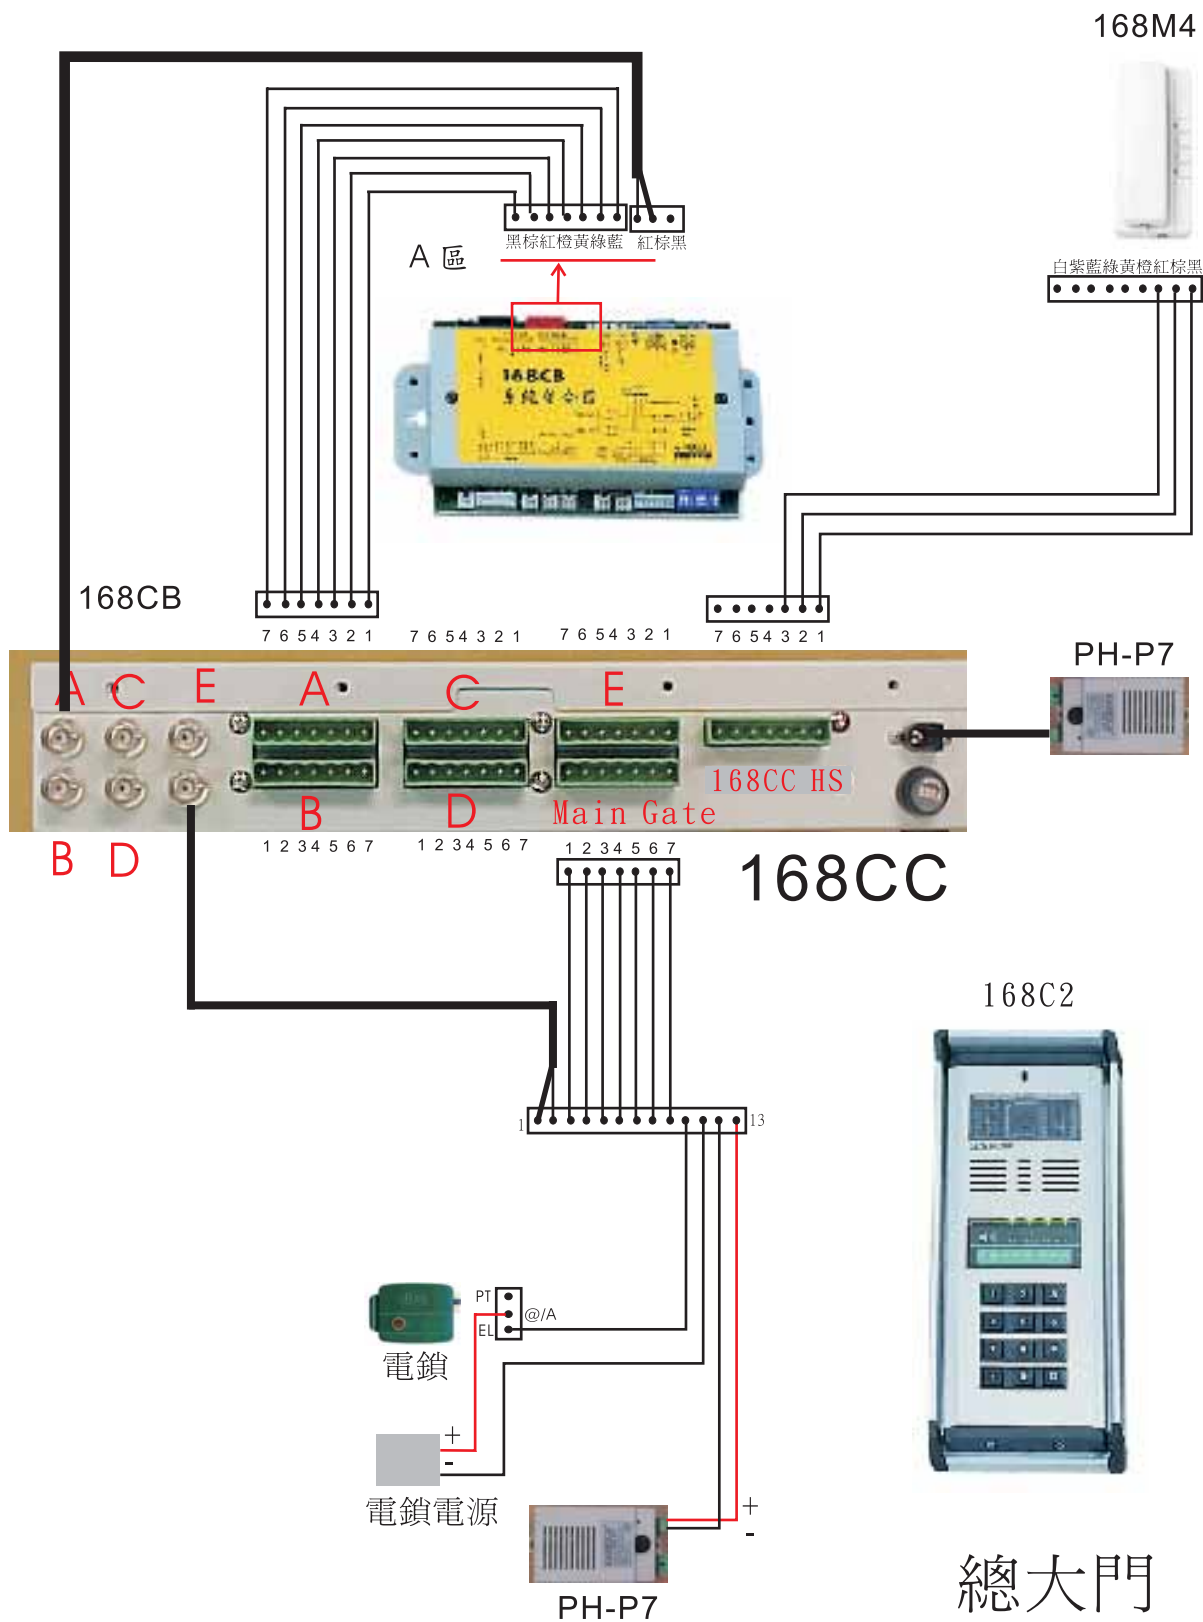 168M4
黑棕紅橙黃綠藍 紅棕黑
A 區
白紫藍綠黃橙紅棕黑
168CB
168CB
7 6 5 4 3 2 1
7 6 5 4 3 2 1
7 6 5 4 3 2 1
7 6 5 4 3 2 1
PH-P7
A C E A C E
168CC HS
B D Main Gate
B D
1 2 3 4 5 6 7
1 2 3 4 5 6 7
1 2 3 4 5 6 7
168CC
168C2
1 13
PT
@/A
EL
電鎖
+
-
電鎖電源
+
-
PH-P7
總大門